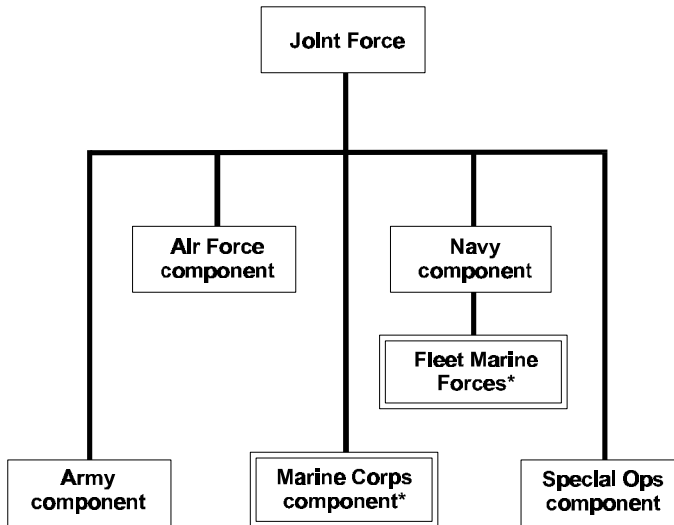 Joint Force
AIr Force
component
Navy
component
Fleet Marine
Forces*
Army
component
Marine Corps
component*
Special Ops
component